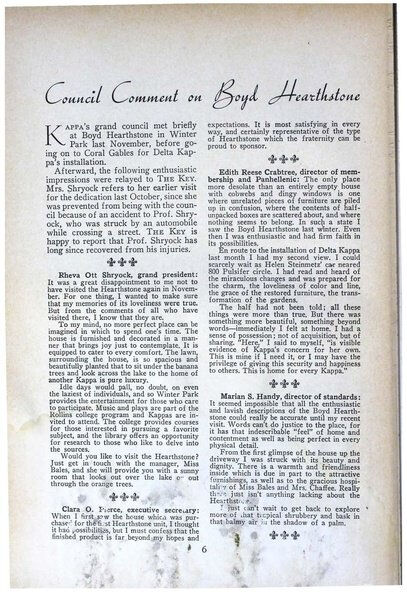 Council Comment on Boyd Hearthstone
KAPPA's grand council met briefly
at Boyd Hearthstone in Winter
Park last November, before go-
ing on to Coral Gables for Delta Kap-
pa's installation.
Afterward, the following enthusiastic
impressions were relayed to THE KEY.
Mrs. Shryock refers to her earlier visit
for the dedication last October, since she
was prevented from being with the coun-
cil because of an accident to Prof. Shry-
ock, who was struck by an automobile
while crossing a street. THE KEY is
happy to report that Prof. Shryock has
long since recovered from his injuries.
Rheva Ott Shryock, grand president:
It was a great disappointment to me not to
have visited the Hearthstone again in Novem-
ber. For one thing, I wanted to make sure
that my memories of its loveliness were true.
But from the comments of all who have
visited there, I know that they are.
To my mind, no more perfect place can be
imagined in which to spend one's time. The
house is furnished and decorated in a man-
ner that brings joy just to contemplate. It is
equipped to cater to every comfort. The lawn,
surrounding the house, is so spacious and
beautifully planted that to sit under the banana
trees and look across the lake to the home of
another Kappa is pure luxury.
Idle days would pall, no doubt, on even
the laziest of individuals, and so Winter Park
provides the entertainment for those who care
to participate. Music and plays are part of the
Rollins college program and Kappas are in-
vited to attend. The college provides courses
for those interested in pursuing a favorite
subject, and the library offers an opportunity
for research to those who like to delve into
the sources.
Would you like to visit the Hearthstone?
Just get in touch with the manager, Miss
Bales, and she will provide you with a sunny
room that looks out over the lake or out
through the orange trees.
Clara O. Pierce, executive secretary:
When I first saw the house which was pur-
chased for the first Hearthstone unit, I thought
it had possibilities, but I must confess that the
finished product is far beyond my hopes and
expectations. It is most satisfying in every
way, and certainly representative of the type
of Hearthstone which the fraternity can be
proud to sponsor.
Edith Reese Crabtree, director of mem-
bership and Panhellenic: The only place
more desolate than an entirely empty house
with cobwebs and dingy windows is one
where unrelated pieces of furniture are piled
up in confusion, where the contents of half-
unpacked boxes are scattered about, and where
nothing seems to belong. In such a state I
saw the Boyd Hearthstone last winter. Even
then I was enthusiastic and had firm faith in
its possibilities.
En route to the installation of Delta Kappa
last month I had my second view. I could
scarcely wait as Helen Steinmetz' car neared
800 Pulsifer circle. I had read and heard of
the miraculous changes and was prepared for
the charm, the loveliness of color and line,
the grace of the restored furniture, the trans-
formation of the gardens.
The half had not been told; all these
things were more than true. But there was
something more beautiful, something beyond
words—immediately I felt at home. I had a
sense of possession; not of acquisition, but of
sharing. "Here," I said to myself, "is visible
evidence of Kappa's concern for her own.
This is mine if I need it, or I may have the
privilege of giving this security and happiness
to others. This is home for every Kappa."
Marian S. Handy, director of standards:
It seemed impossible that all the enthusiastic
and lavish descriptions of the Boyd Hearth-
stone could really be accurate until my recent
visit. Words can't do justice to the place, for
it has that indescribable "feel" of home and
contentment as well as being perfect in every
physical detail.
From the first glimpse of the house up the
driveway I was struck with its beauty and
dignity. There is a warmth and friendliness
inside which is due in part to the attractive
furnishings, as well as to the gracious hospi-
tality of Miss Bales and Mrs. Chaffee. Really
there just isn't anything lacking about the
Hearthstone.
I just can't wait to get back to explore
more of that tropical shrubbery and bask in
that balmy air in the shadow of a palm.
6